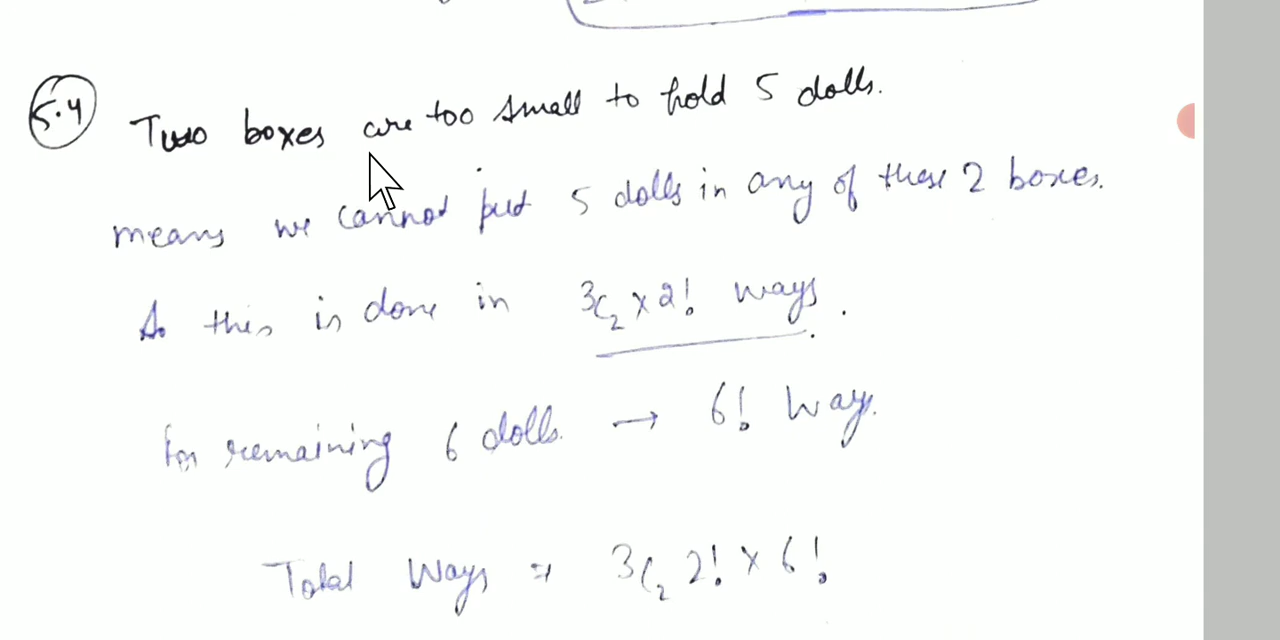 5.4 Two boxes are too small to hold 5 dolls.
means we cannot put 5 dolls in any of these 2 boxes.
So this is done in 3C2 x 2! ways.
For remaining 6 dolls. → 6! Way.
Total Ways ⇒ 3C2 2! x 6!